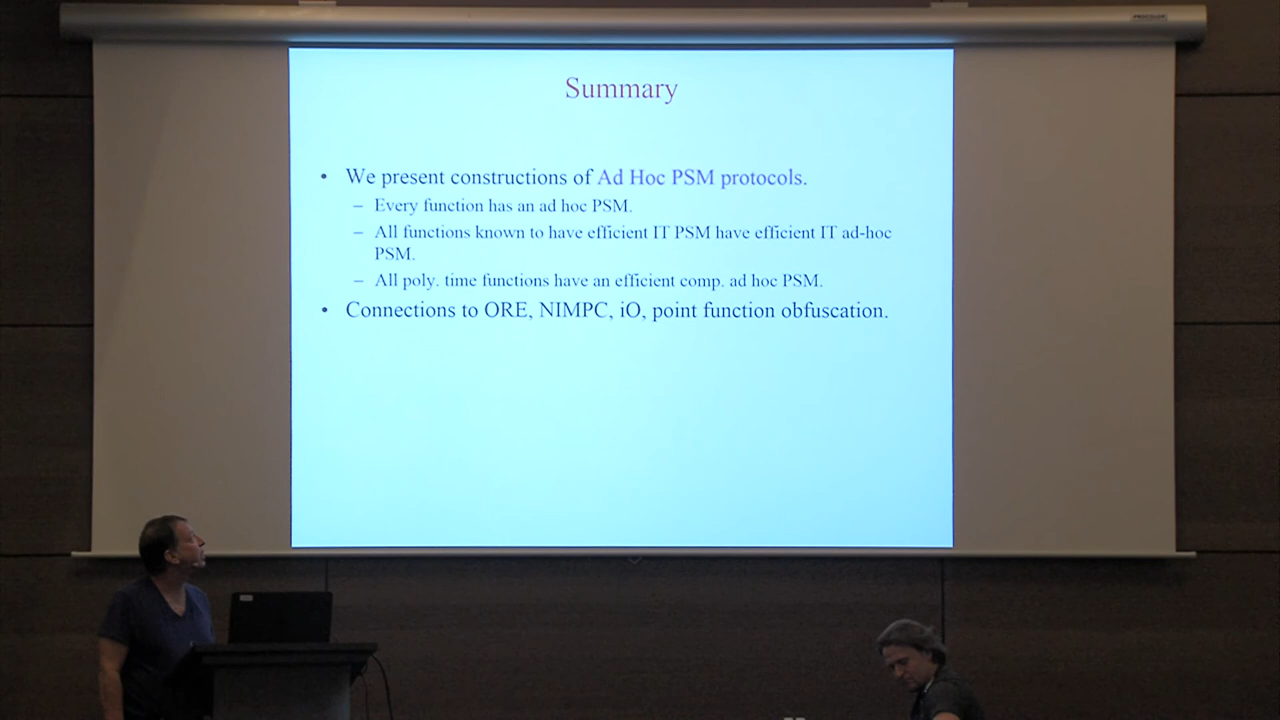 PROCOLOR
Summary
• We present constructions of Ad Hoc PSM protocols.
– Every function has an ad hoc PSM.
– All functions known to have efficient IT PSM have efficient IT ad-hoc
PSM.
– All poly. time functions have an efficient comp. ad hoc PSM.
• Connections to ORE, NIMPC, iO, point function obfuscation.